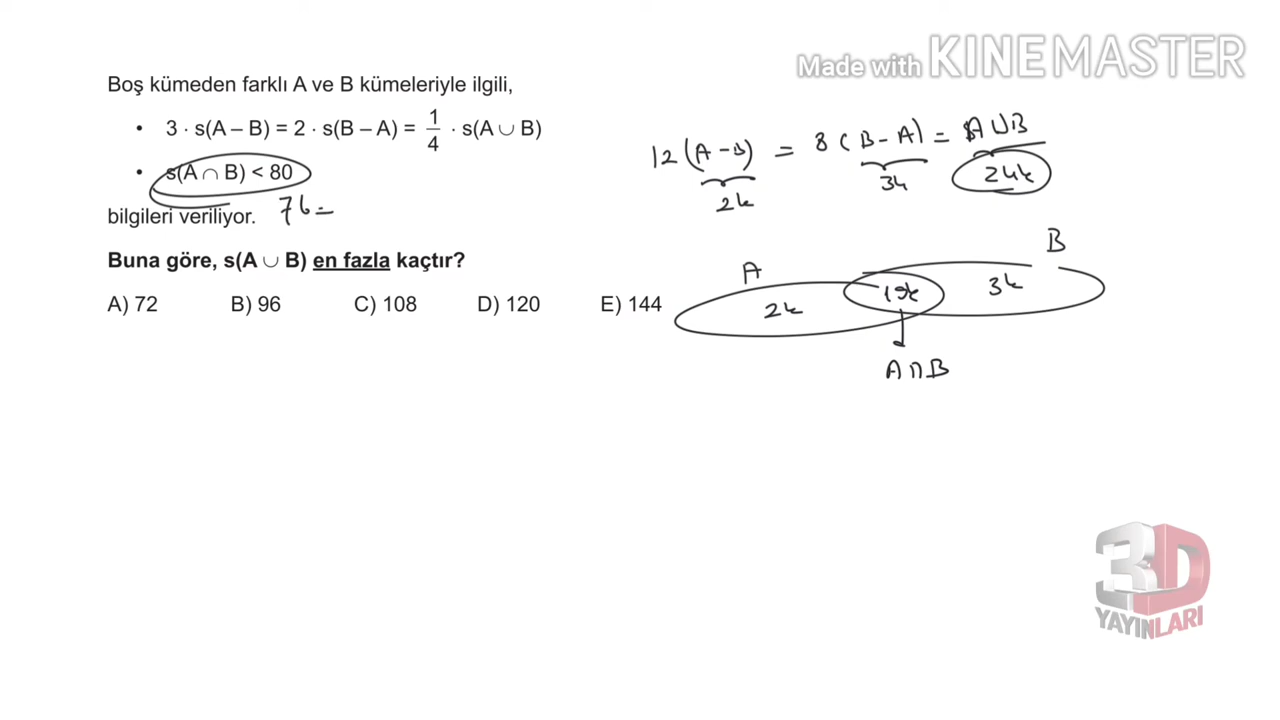 Made with KINEMASTER
Boş kümeden farklı A ve B kümeleriyle ilgili,
• 3 · s(A – B) = 2 · s(B – A) = 1/4 · s(A ∪ B)
• s(A ∩ B) < 80
bilgileri veriliyor. 76=
Buna göre, s(A ∪ B) en fazla kaçtır?
A) 72 B) 96 C) 108 D) 120 E) 144
12(A-B) = 8(B-A) = A∪B
2k 3k 24k
A B
2k 19k 3k
A∩B
3D
YAYINLARI